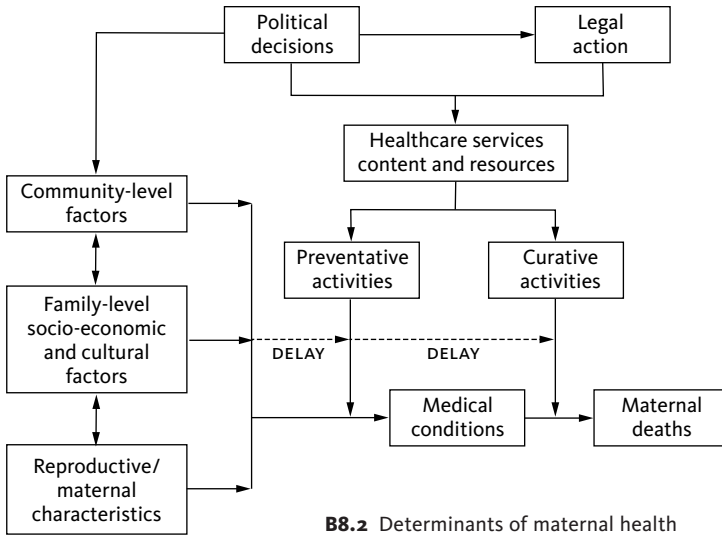 Political
decisions
Legal
action
Healthcare services
content and resources
Community-level
factors
Preventative
activities
Curative
activities
Family-level
socio-economic
and cultural
factors
DELAY
DELAY
Medical
conditions
Maternal
deaths
Reproductive/
maternal
characteristics
B8.2 Determinants of maternal health